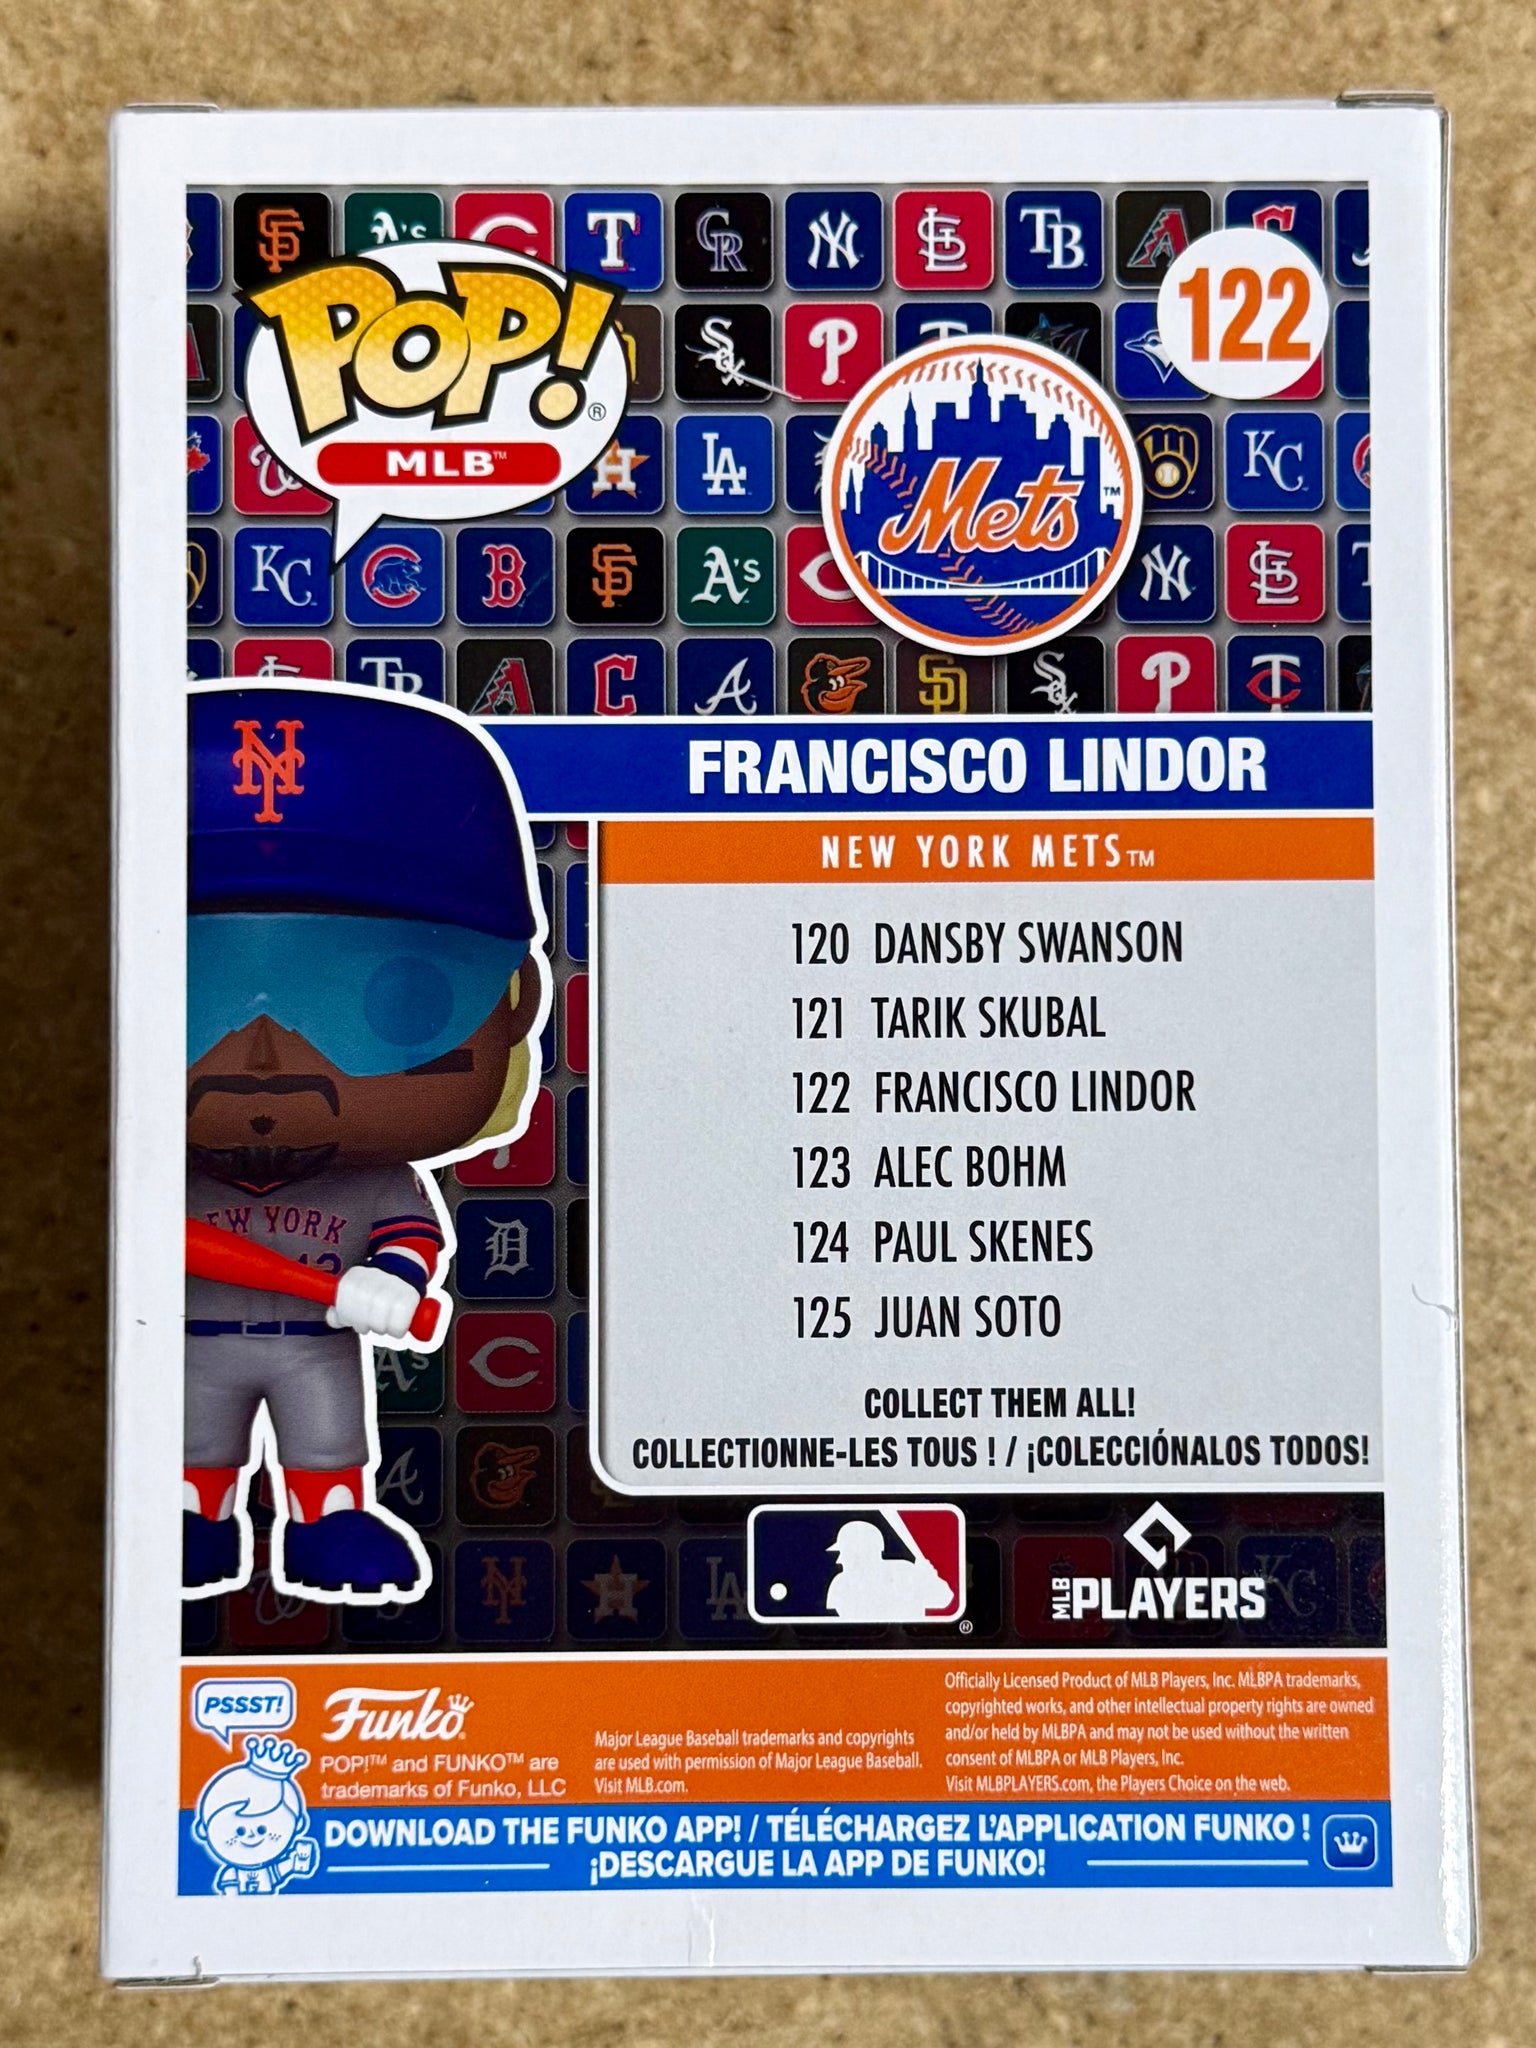 POP!®
MLB™
122
Mets™
FRANCISCO LINDOR
NEW YORK METS™
120 DANSBY SWANSON
121 TARIK SKUBAL
122 FRANCISCO LINDOR
123 ALEC BOHM
124 PAUL SKENES
125 JUAN SOTO
COLLECT THEM ALL!
COLLECTIONNE-LES TOUS ! / ¡COLECCIÓNALOS TODOS!
EW YORK
12
MLB PLAYERS
PSSST!
Funko®
POP!™ and FUNKO™ are
trademarks of Funko, LLC
Major League Baseball trademarks and copyrights
are used with permission of Major League Baseball.
Visit MLB.com.
Officially Licensed Product of MLB Players, Inc. MLBPA trademarks,
copyrighted works, and other intellectual property rights are owned
and/or held by MLBPA and may not be used without the written
consent of MLBPA or MLB Players, Inc.
Visit MLBPLAYERS.com, the Players Choice on the web.
DOWNLOAD THE FUNKO APP! / TÉLÉCHARGEZ L'APPLICATION FUNKO !
¡DESCARGUE LA APP DE FUNKO!